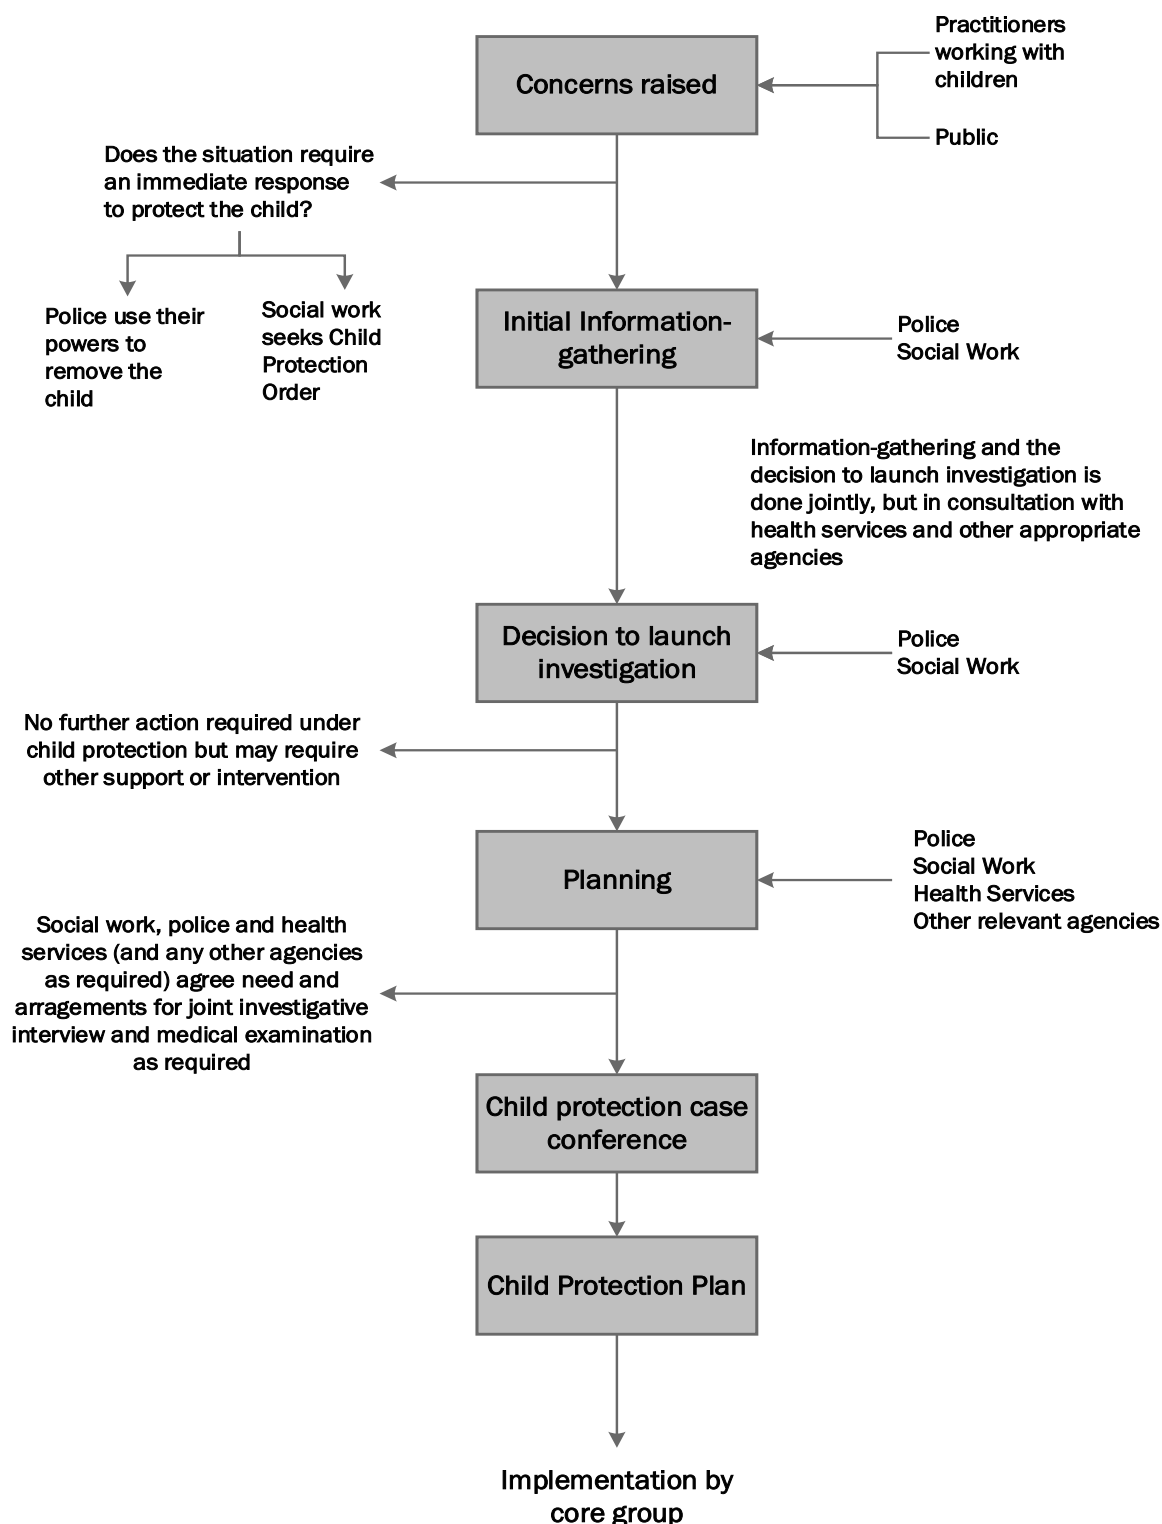 Practitioners
working with
children
Concerns raised
Public
Does the situation require
an immediate response
to protect the child?
Police use their
powers to
remove the
child
Social work
seeks Child
Protection
Order
Initial Information-
gathering
Police
Social Work
Information-gathering and the
decision to launch investigation is
done jointly, but in consultation with
health services and other appropriate
agencies
Decision to launch
investigation
Police
Social Work
No further action required under
child protection but may require
other support or intervention
Planning
Police
Social Work
Health Services
Other relevant agencies
Social work, police and health
services (and any other agencies
as required) agree need and
arragements for joint investigative
interview and medical examination
as required
Child protection case
conference
Child Protection Plan
Implementation by
core group